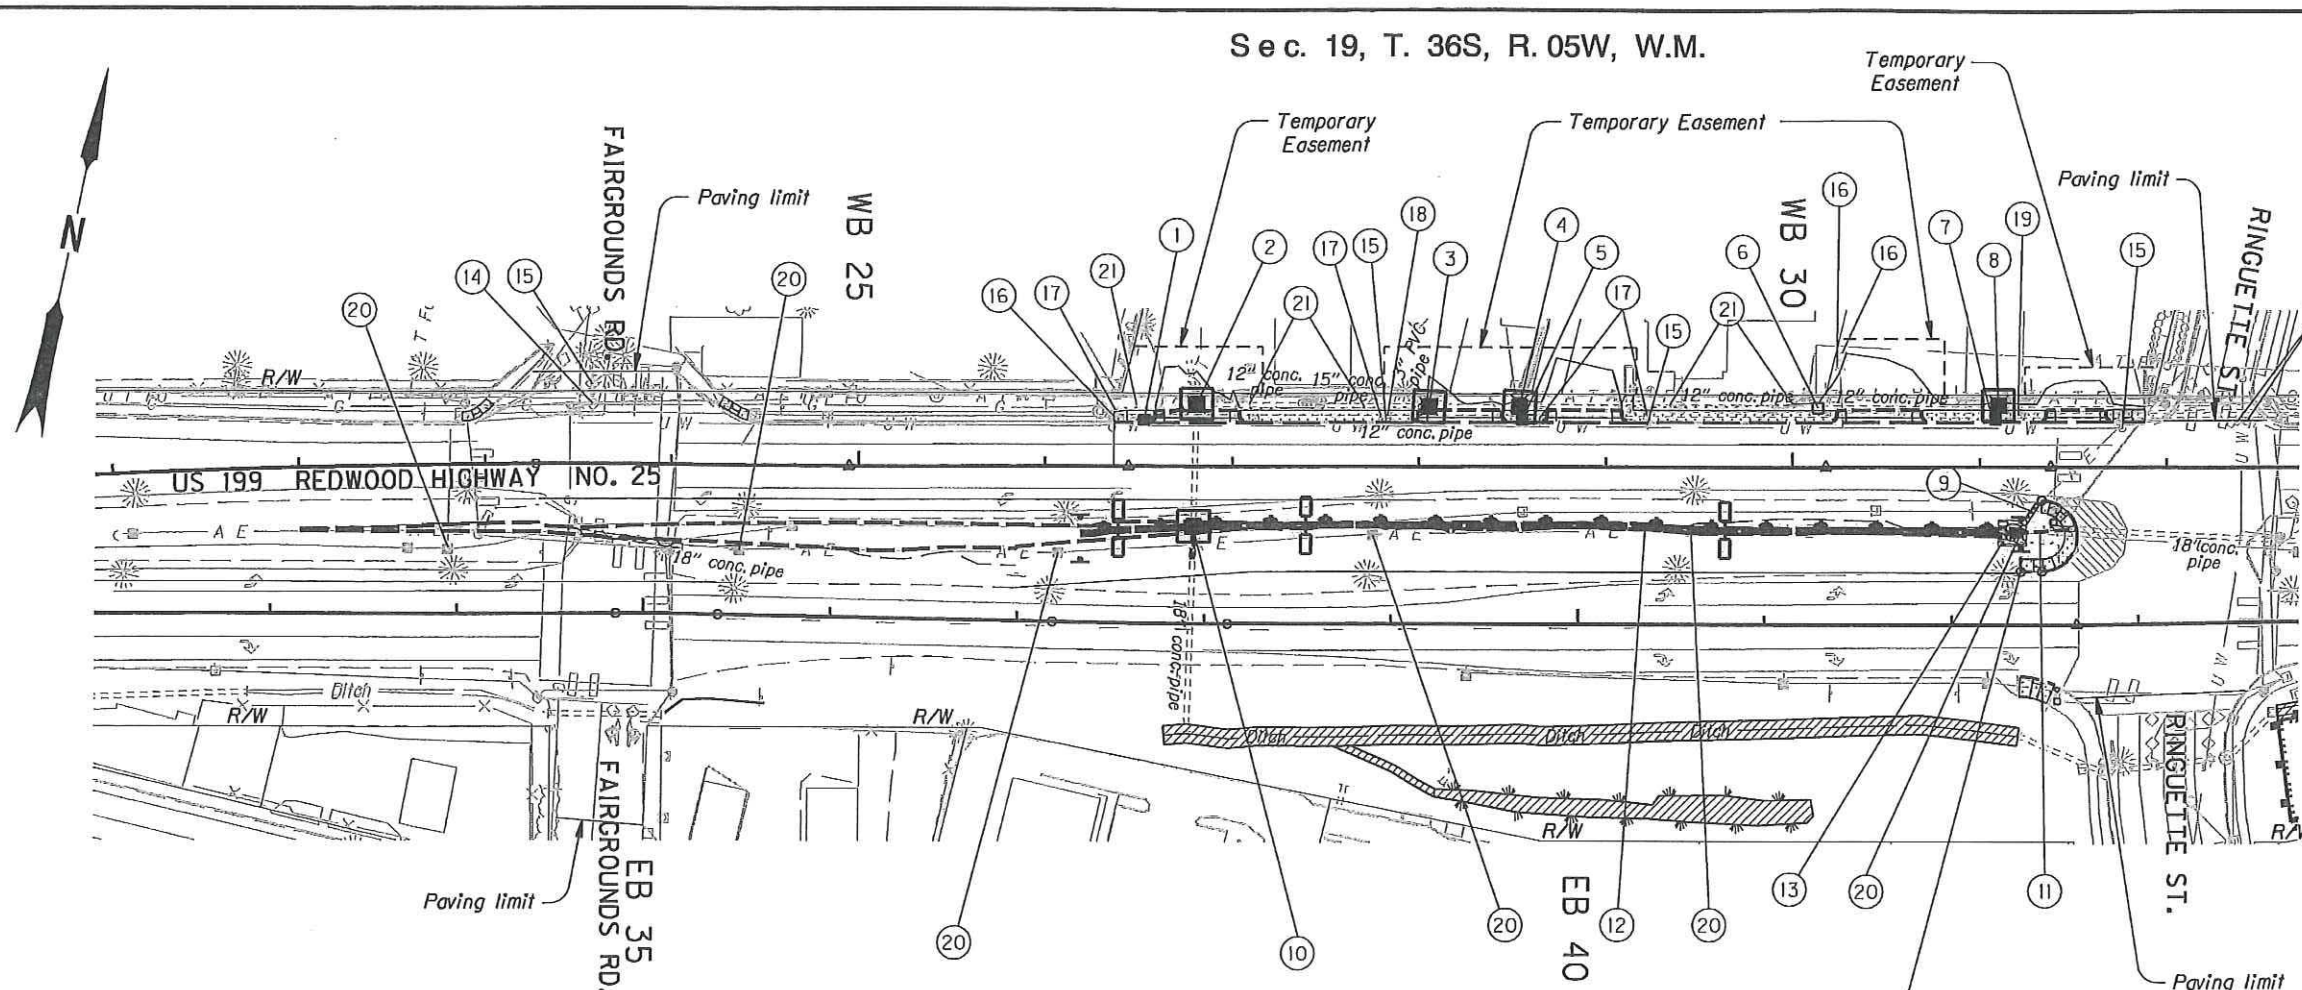 Sec. 19, T. 36S, R. 05W, W.M.
Temporary
Easement
Temporary
Easement
Temporary Easement
N
FAIRGROUNDS RD.
Paving limit
WB 25
WB 30
Paving limit
RINGUETTE ST.
20
14
15
20
16
17
21
1
2
21
17
15
18
3
4
5
17
15
21
6
16
16
7
8
19
15
R/W
12" conc.
pipe
15" conc.
pipe
3" PVC
pipe
12" conc. pipe
12" conc. pipe
12" conc. pipe
US 199 REDWOOD HIGHWAY NO. 25
9
A E
A E
A E
A E
A E
18" conc. pipe
18" conc.
pipe
18" conc. pipe
Ditch
R/W
R/W
Ditch
Ditch
Ditch
R/W
R/W
Paving limit
FAIRGROUNDS RD.
EB 35
20
10
20
EB 40
12
20
13
20
11
RINGUETTE ST.
Paving limit